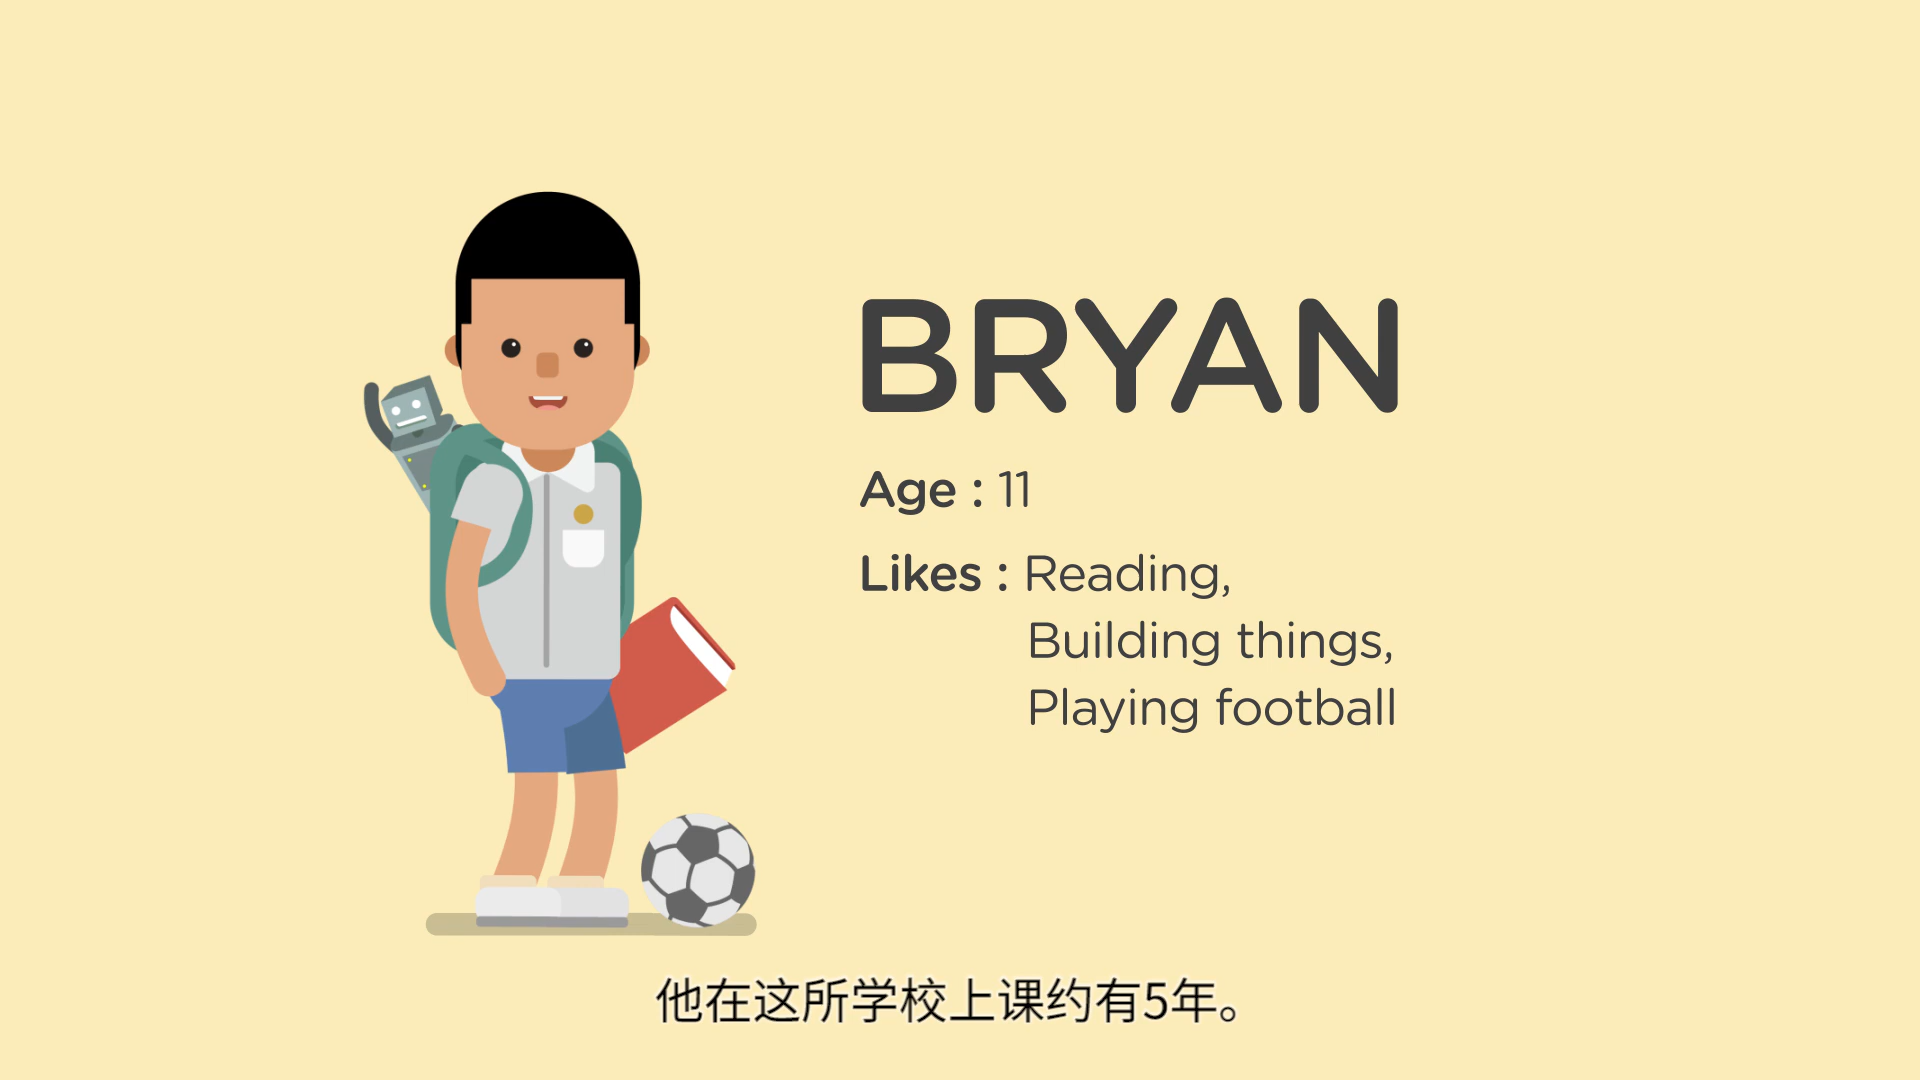 BRYAN
Age : 11
Likes : Reading,
Building things,
Playing football
他在这所学校上课约有5年。